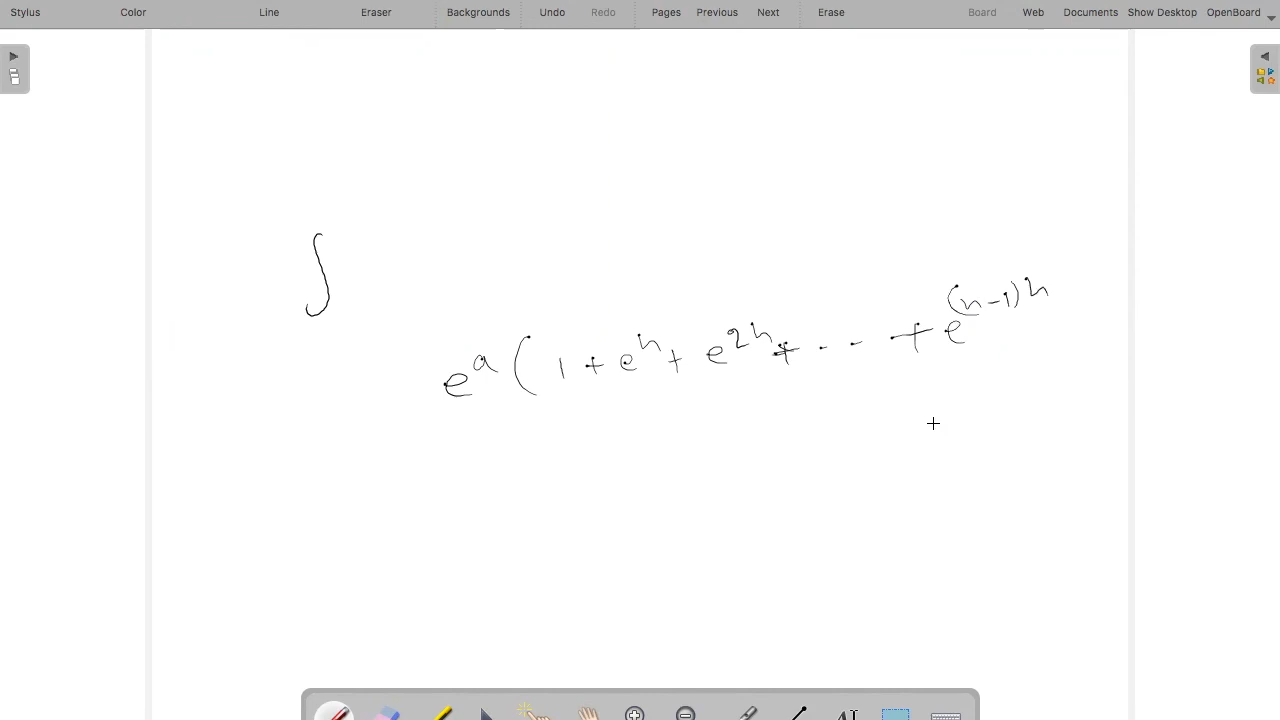 Stylus Color Line Eraser Backgrounds Undo Redo Pages Previous Next Erase Board Web Documents Show Desktop OpenBoard
∫
e^a ( 1 + e^h + e^{2h} + . . . + e^{(n-1)h}